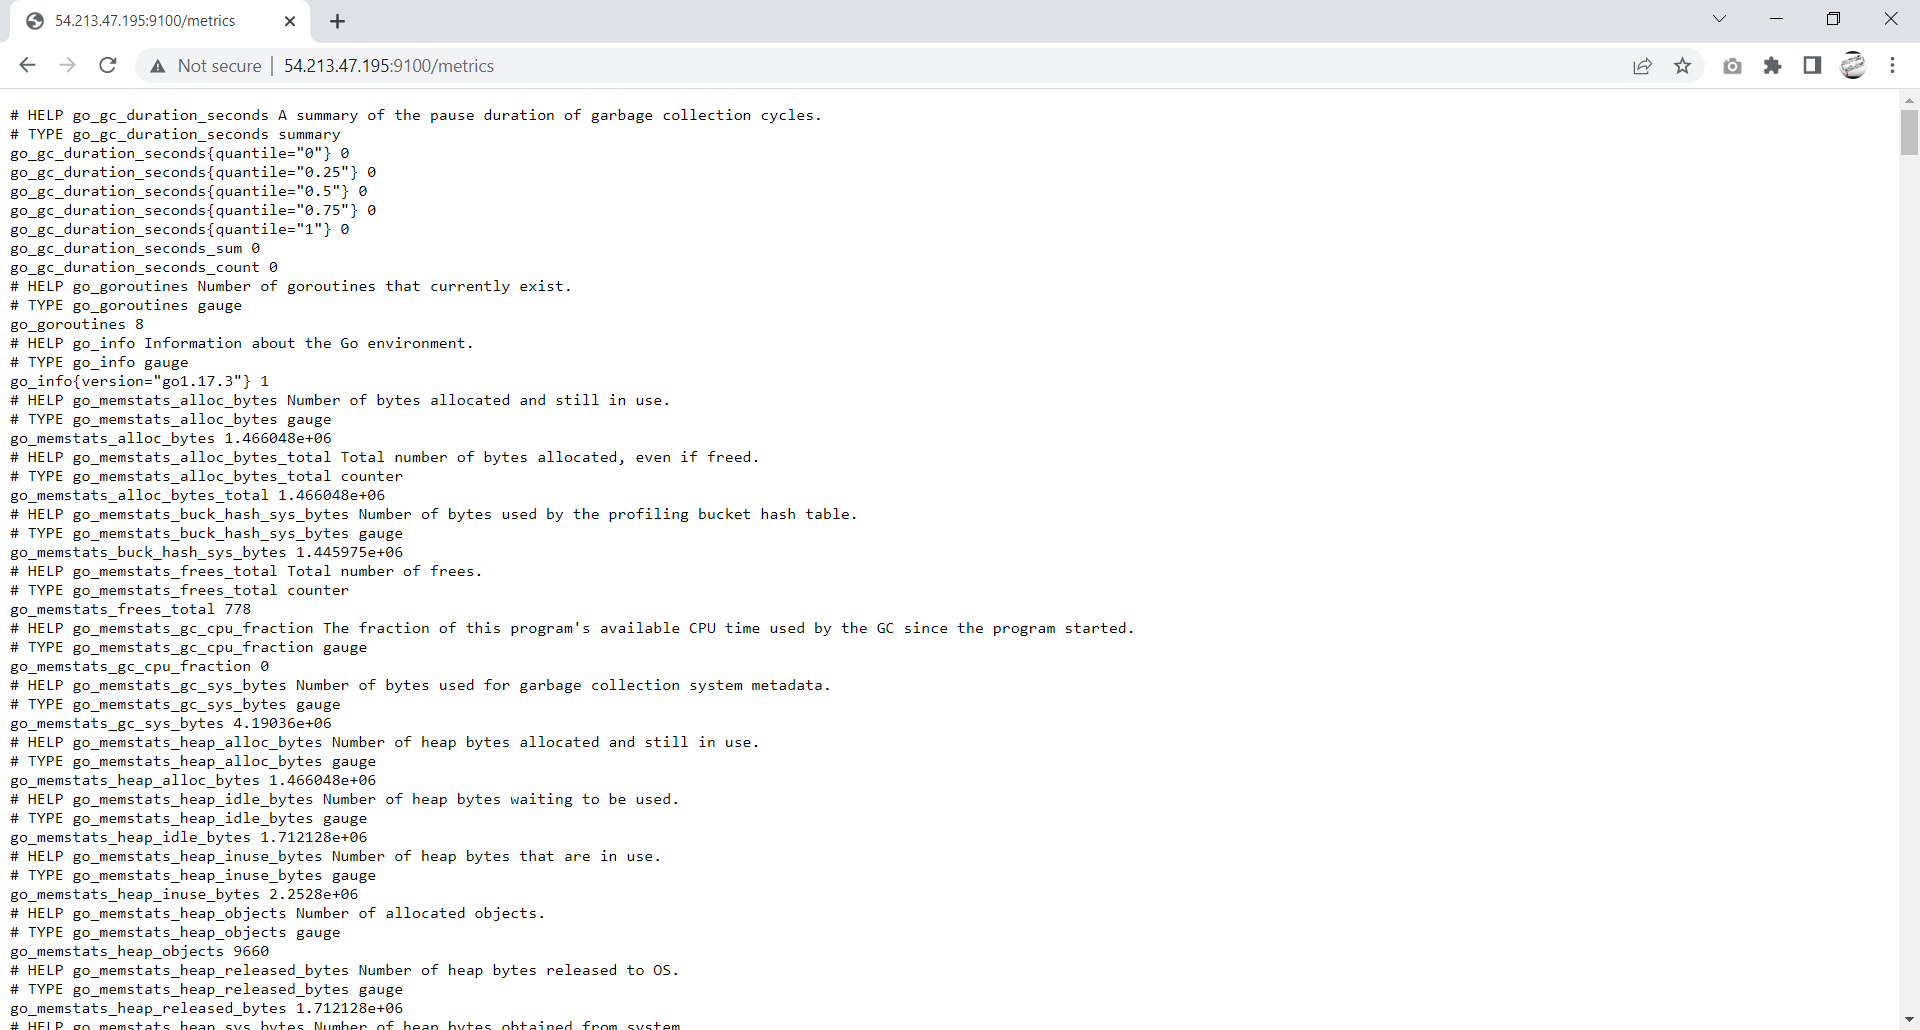 54.213.47.195:9100/metrics
Not secure | 54.213.47.195:9100/metrics
# HELP go_gc_duration_seconds A summary of the pause duration of garbage collection cycles.
# TYPE go_gc_duration_seconds summary
go_gc_duration_seconds{quantile="0"} 0
go_gc_duration_seconds{quantile="0.25"} 0
go_gc_duration_seconds{quantile="0.5"} 0
go_gc_duration_seconds{quantile="0.75"} 0
go_gc_duration_seconds{quantile="1"} 0
go_gc_duration_seconds_sum 0
go_gc_duration_seconds_count 0
# HELP go_goroutines Number of goroutines that currently exist.
# TYPE go_goroutines gauge
go_goroutines 8
# HELP go_info Information about the Go environment.
# TYPE go_info gauge
go_info{version="go1.17.3"} 1
# HELP go_memstats_alloc_bytes Number of bytes allocated and still in use.
# TYPE go_memstats_alloc_bytes gauge
go_memstats_alloc_bytes 1.466048e+06
# HELP go_memstats_alloc_bytes_total Total number of bytes allocated, even if freed.
# TYPE go_memstats_alloc_bytes_total counter
go_memstats_alloc_bytes_total 1.466048e+06
# HELP go_memstats_buck_hash_sys_bytes Number of bytes used by the profiling bucket hash table.
# TYPE go_memstats_buck_hash_sys_bytes gauge
go_memstats_buck_hash_sys_bytes 1.445975e+06
# HELP go_memstats_frees_total Total number of frees.
# TYPE go_memstats_frees_total counter
go_memstats_frees_total 778
# HELP go_memstats_gc_cpu_fraction The fraction of this program's available CPU time used by the GC since the program started.
# TYPE go_memstats_gc_cpu_fraction gauge
go_memstats_gc_cpu_fraction 0
# HELP go_memstats_gc_sys_bytes Number of bytes used for garbage collection system metadata.
# TYPE go_memstats_gc_sys_bytes gauge
go_memstats_gc_sys_bytes 4.19036e+06
# HELP go_memstats_heap_alloc_bytes Number of heap bytes allocated and still in use.
# TYPE go_memstats_heap_alloc_bytes gauge
go_memstats_heap_alloc_bytes 1.466048e+06
# HELP go_memstats_heap_idle_bytes Number of heap bytes waiting to be used.
# TYPE go_memstats_heap_idle_bytes gauge
go_memstats_heap_idle_bytes 1.712128e+06
# HELP go_memstats_heap_inuse_bytes Number of heap bytes that are in use.
# TYPE go_memstats_heap_inuse_bytes gauge
go_memstats_heap_inuse_bytes 2.2528e+06
# HELP go_memstats_heap_objects Number of allocated objects.
# TYPE go_memstats_heap_objects gauge
go_memstats_heap_objects 9660
# HELP go_memstats_heap_released_bytes Number of heap bytes released to OS.
# TYPE go_memstats_heap_released_bytes gauge
go_memstats_heap_released_bytes 1.712128e+06
# HELP go_memstats_heap_sys_bytes Number of heap bytes obtained from system